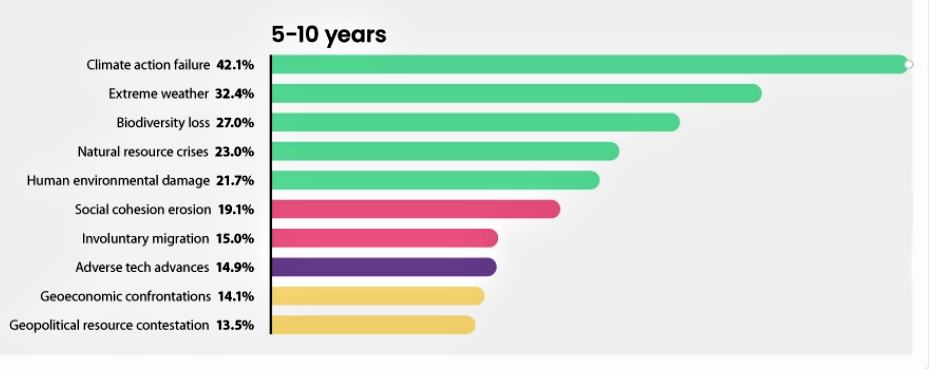 5-10 years
Climate action failure 42.1%
Extreme weather 32.4%
Biodiversity loss 27.0%
Natural resource crises 23.0%
Human environmental damage 21.7%
Social cohesion erosion 19.1%
Involuntary migration 15.0%
Adverse tech advances 14.9%
Geoeconomic confrontations 14.1%
Geopolitical resource contestation 13.5%